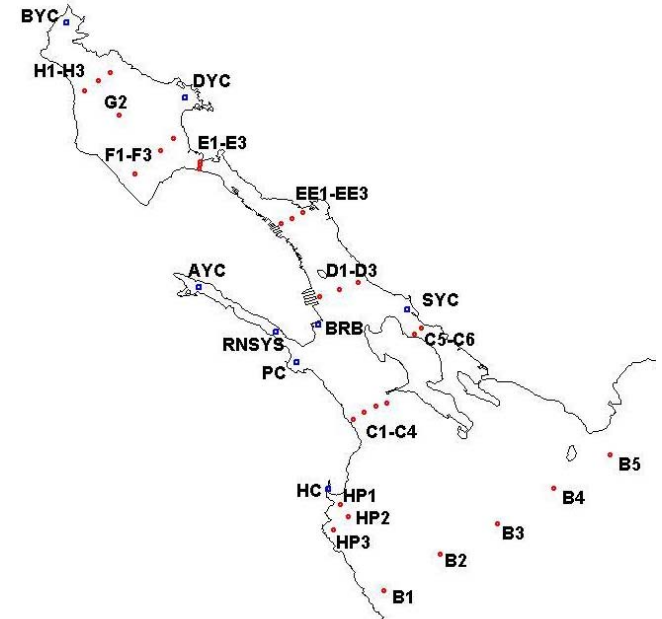 BYC
H1-H3
DYC
G2
E1-E3
F1-F3
EE1-EE3
AYC
D1-D3
SYC
BRB
RNSYS
C5-C6
PC
C1-C4
B5
HC
HP1
B4
HP2
B3
HP3
B2
B1